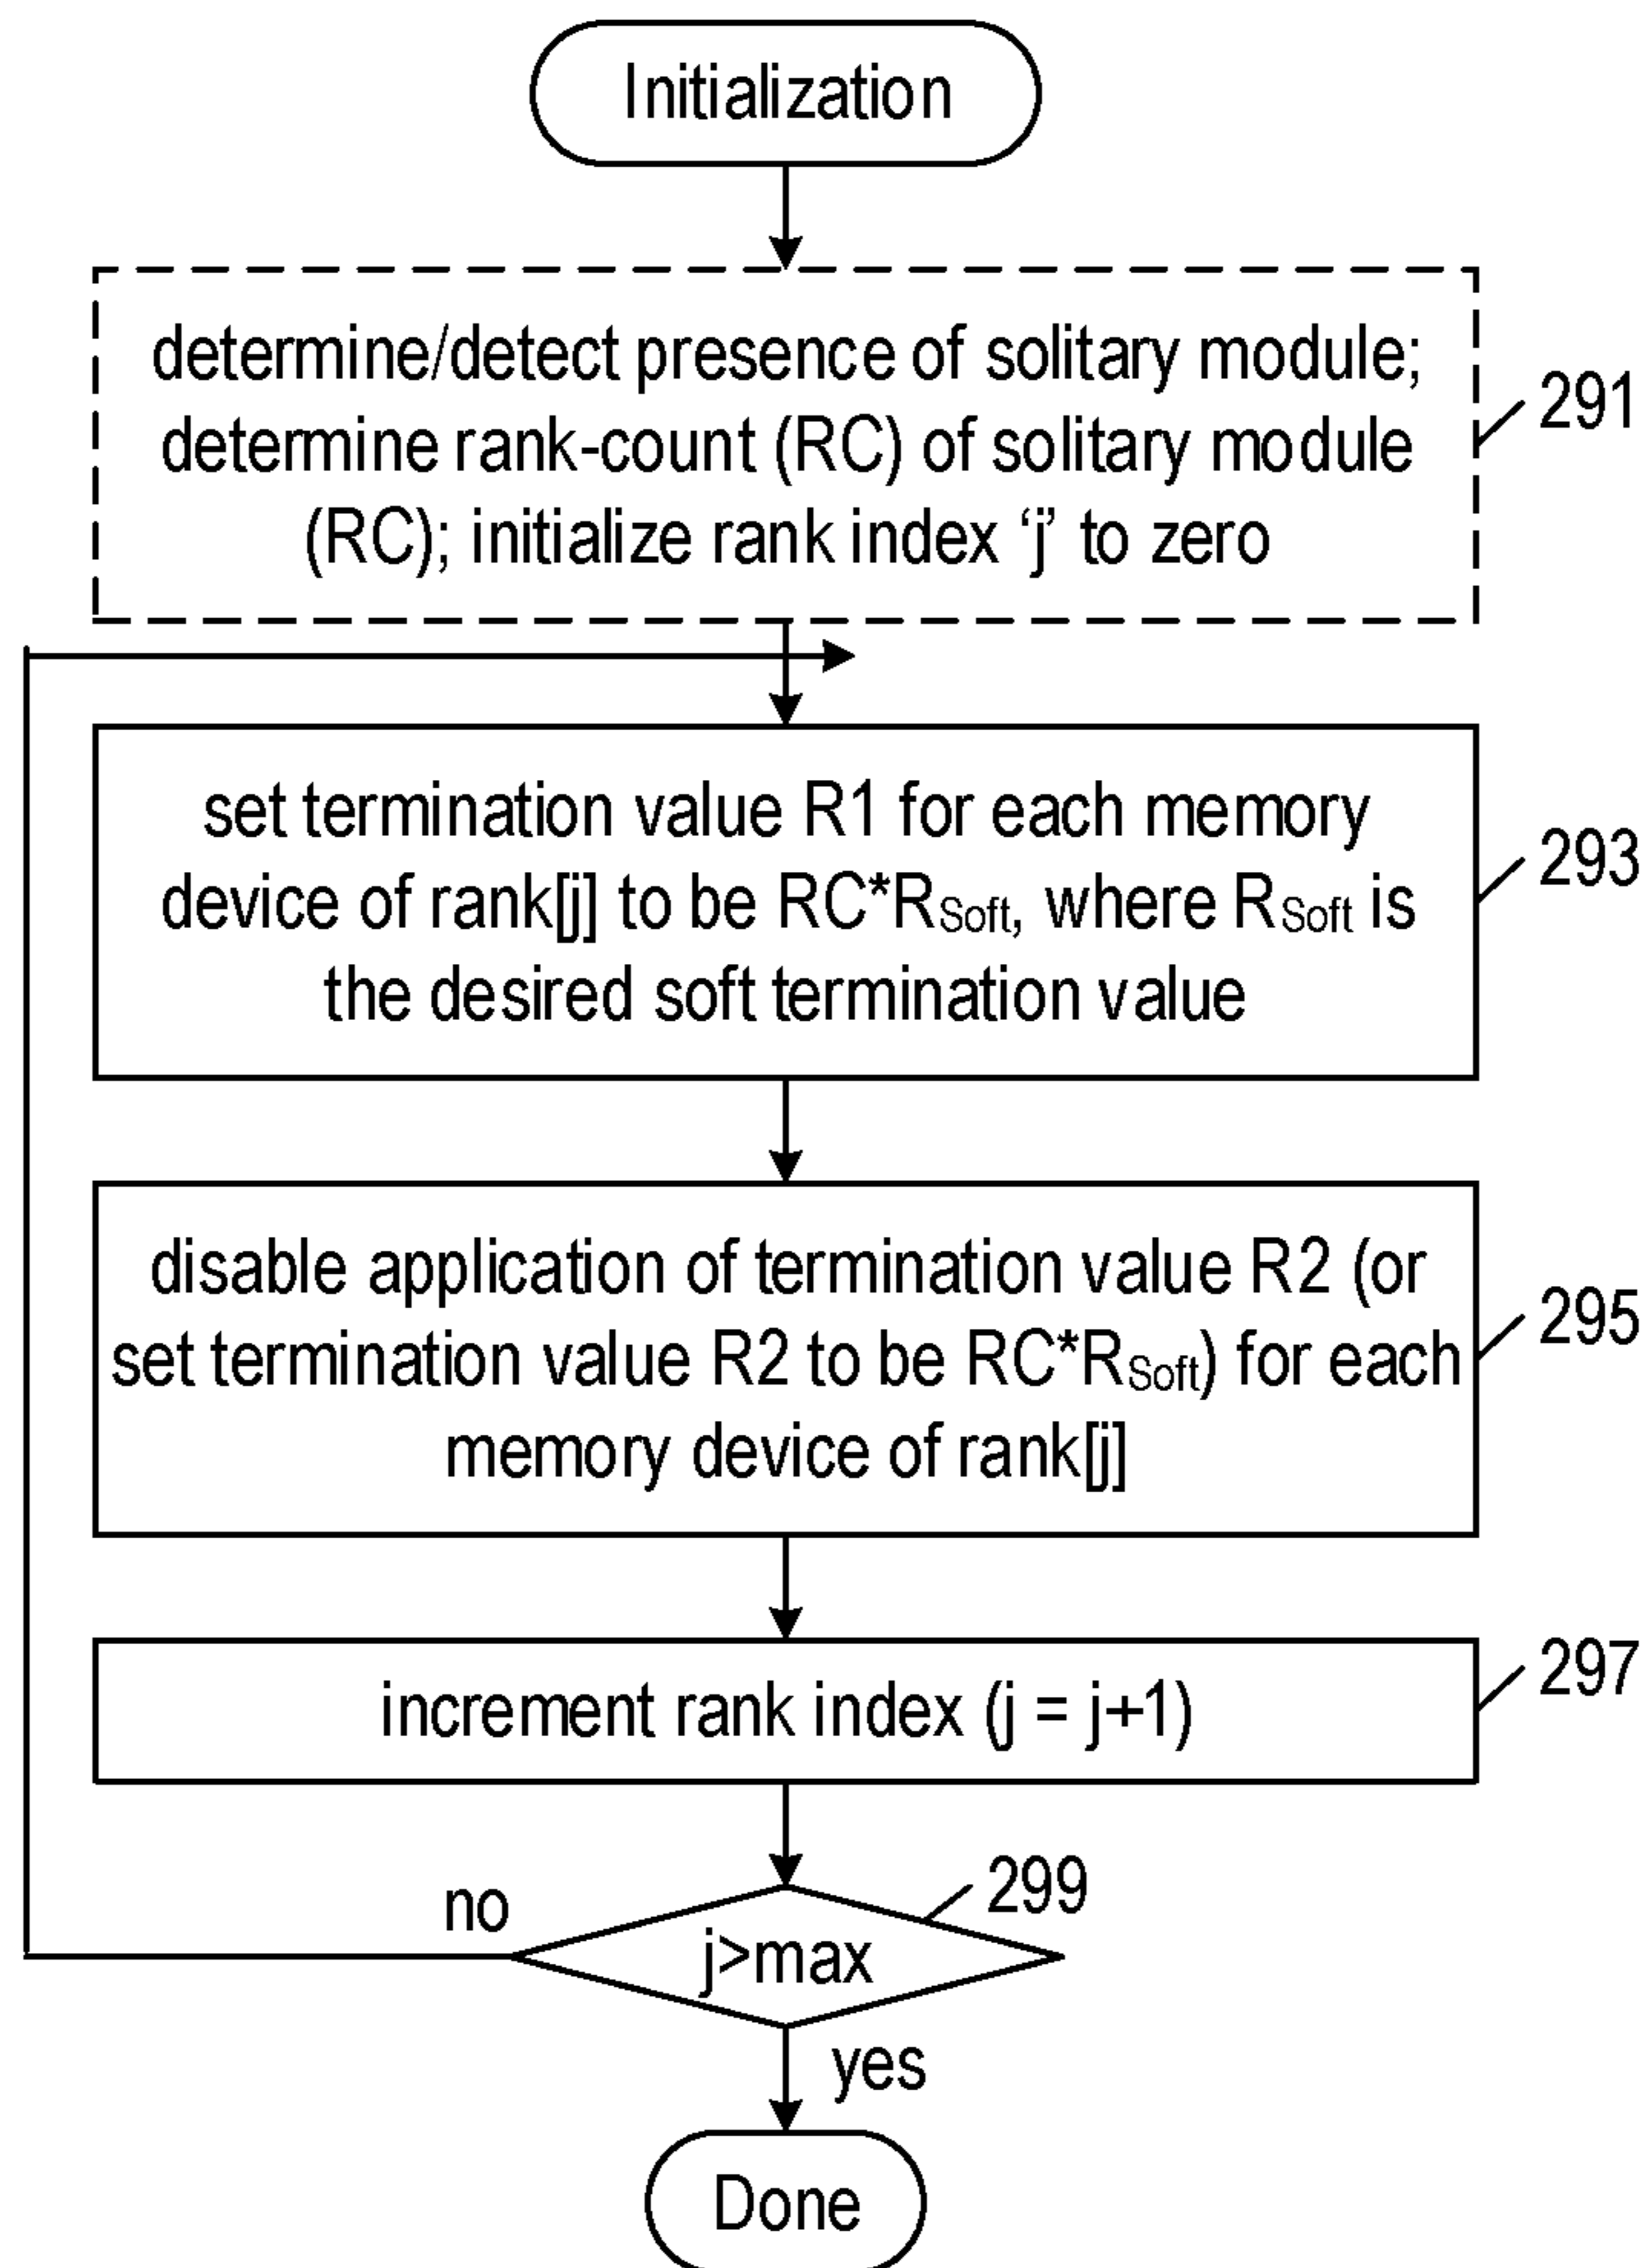 Initialization
determine/detect presence of solitary module;
determine rank-count (RC) of solitary module
(RC); initialize rank index ‘j’ to zero
291
set termination value R1 for each memory
device of rank[j] to be RC*RSoft, where RSoft is
the desired soft termination value
293
disable application of termination value R2 (or
set termination value R2 to be RC*RSoft) for each
memory device of rank[j]
295
increment rank index (j = j+1)
297
j>max
299
no
yes
Done